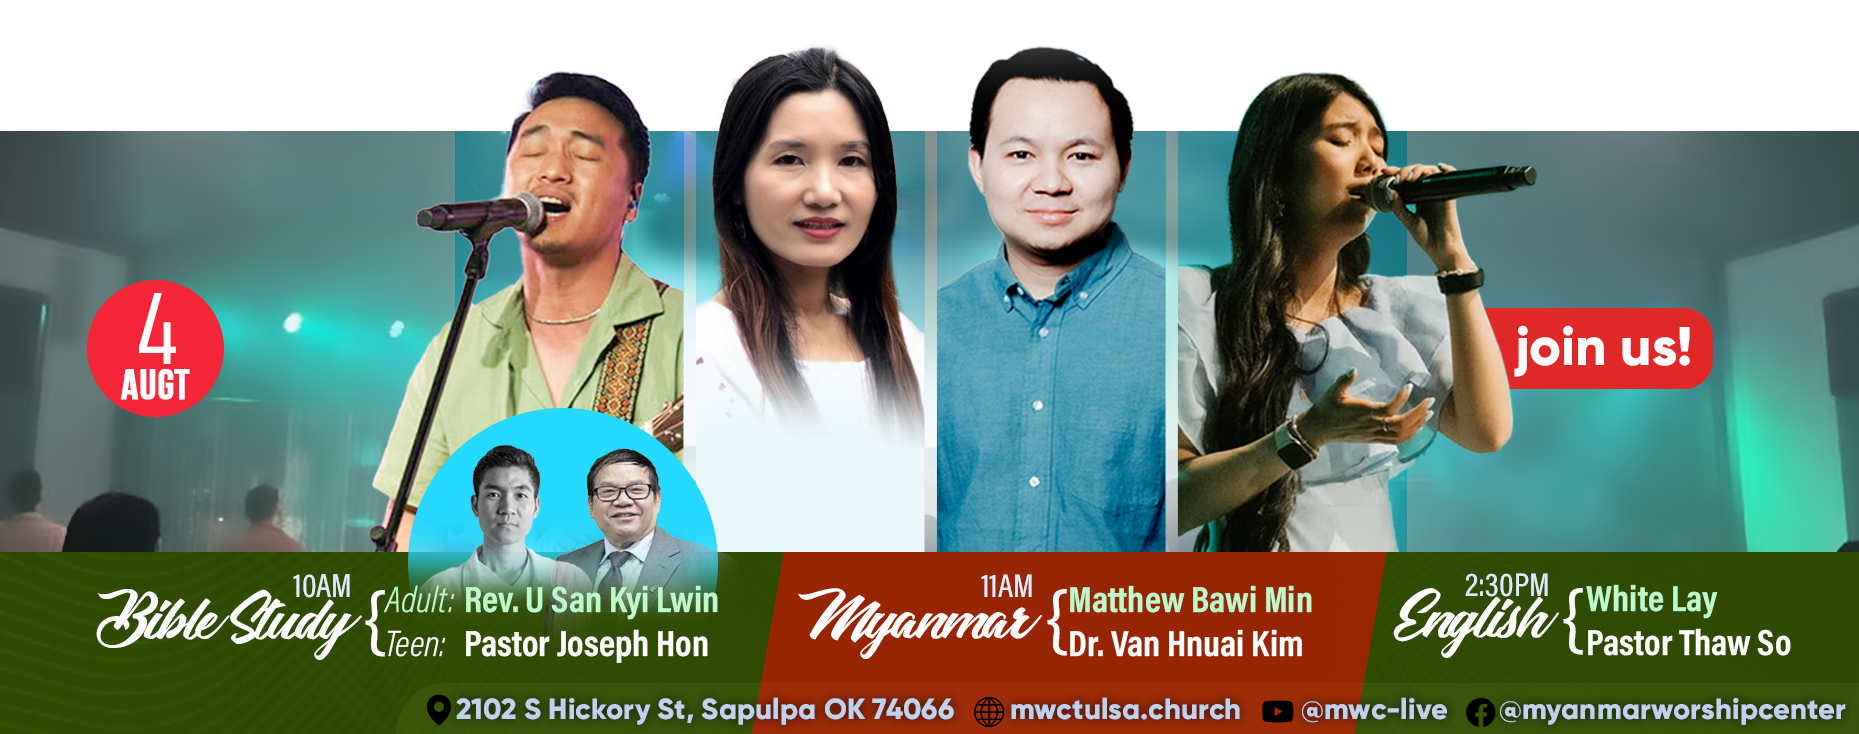 4
AUGT
join us!
10AM
Bible Study
Adult: Rev. U San Kyi Lwin
Teen: Pastor Joseph Hon
11AM
Myanmar
Matthew Bawi Min
Dr. Van Hnuai Kim
2:30PM
English
White Lay
Pastor Thaw So
2102 S Hickory St, Sapulpa OK 74066 mwctulsa.church @mwc-live @myanmarworshipcenter